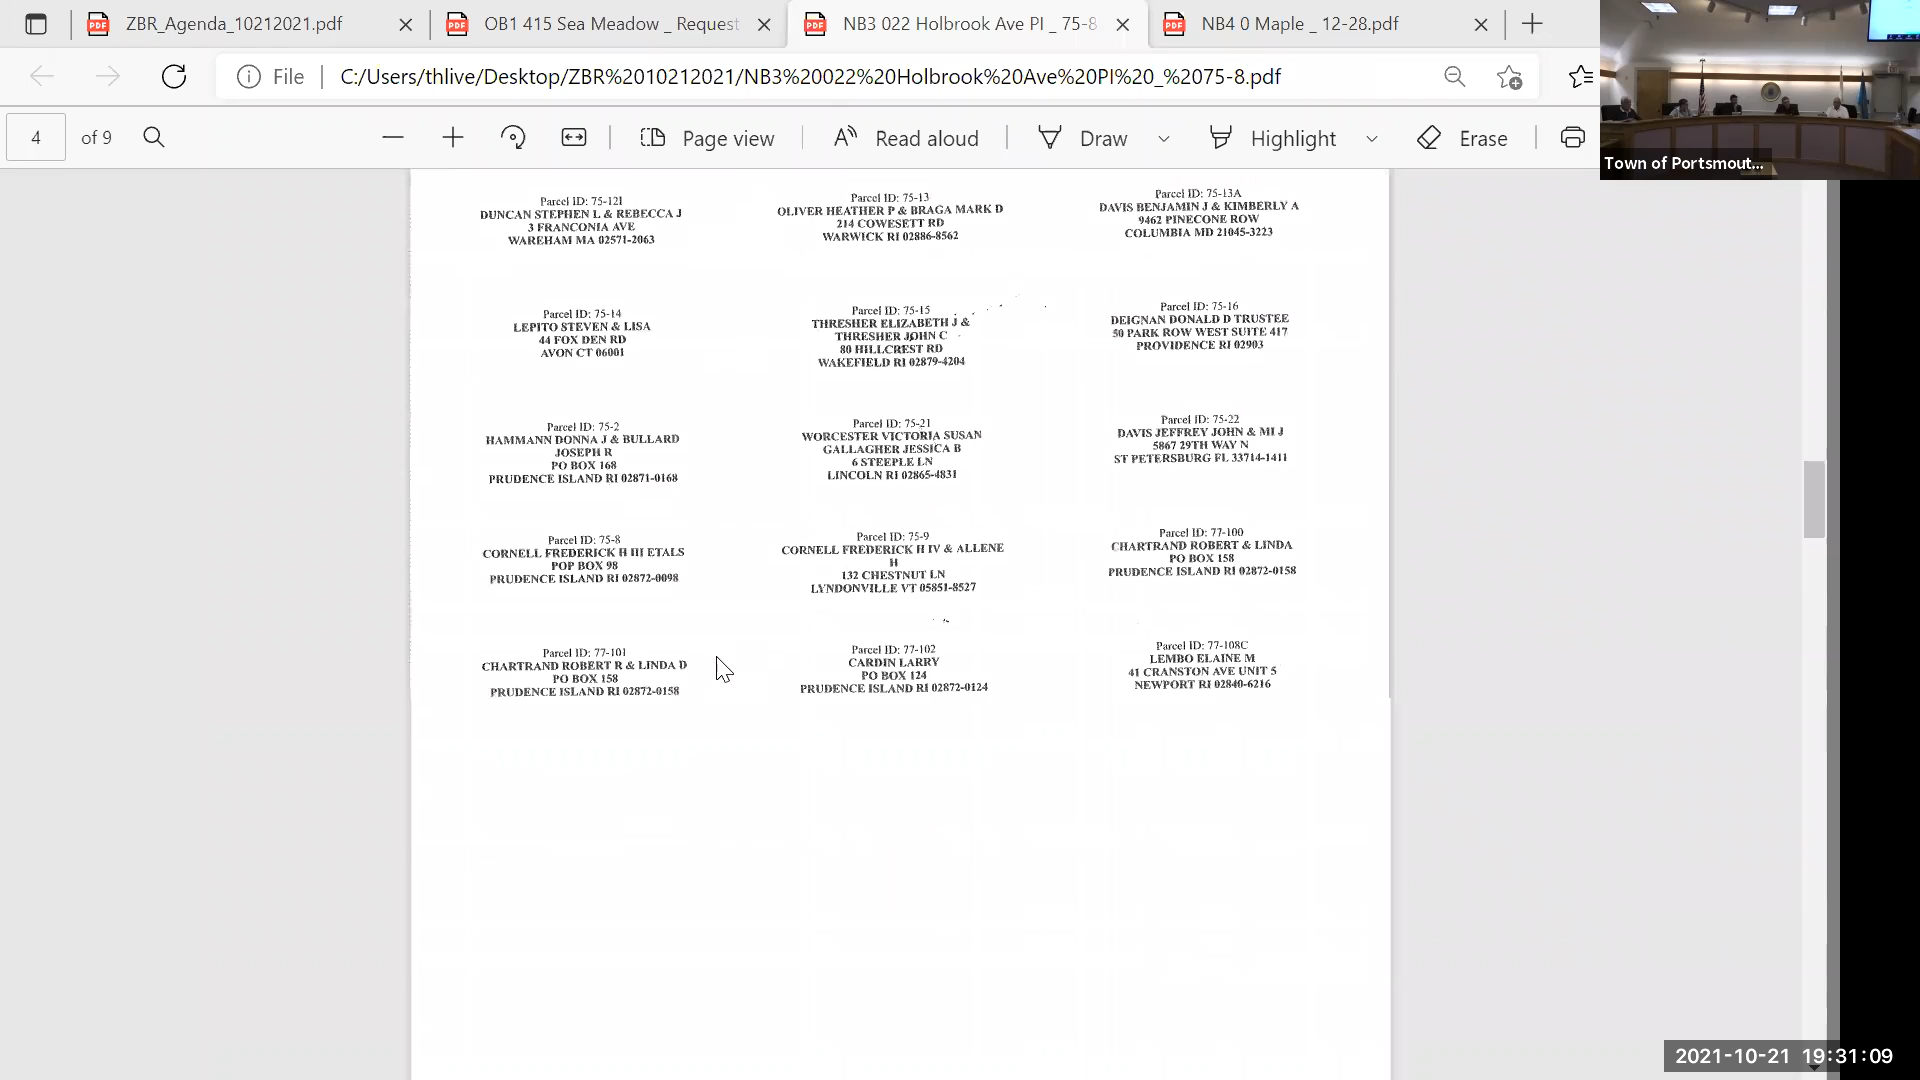 ZBR_Agenda_10212021.pdf
OB1 415 Sea Meadow _ Request
NB3 022 Holbrook Ave PI _ 75-8
NB4 0 Maple _ 12-28.pdf
File
C:/Users/thlive/Desktop/ZBR%2010212021/NB3%20022%20Holbrook%20Ave%20PI%20_%2075-8.pdf
4 of 9
Page view
Read aloud
Draw
Highlight
Erase
Town of Portsmout...
Parcel ID: 75-121
DUNCAN STEPHEN L & REBECCA J
3 FRANCONIA AVE
WAREHAM MA 02571-2063
Parcel ID: 75-13
OLIVER HEATHER P & BRAGA MARK D
214 COWESETT RD
WARWICK RI 02886-8562
Parcel ID: 75-13A
DAVIS BENJAMIN J & KIMBERLY A
9462 PINECONE ROW
COLUMBIA MD 21045-3223
Parcel ID: 75-14
LEPITO STEVEN & LISA
44 FOX DEN RD
AVON CT 06001
Parcel ID: 75-15
THRESHER ELIZABETH J &
THRESHER JOHN C
80 HILLCREST RD
WAKEFIELD RI 02879-4204
Parcel ID: 75-16
DEIGNAN DONALD D TRUSTEE
50 PARK ROW WEST SUITE 417
PROVIDENCE RI 02903
Parcel ID: 75-2
HAMMANN DONNA J & BULLARD
JOSEPH R
PO BOX 168
PRUDENCE ISLAND RI 02871-0168
Parcel ID: 75-21
WORCESTER VICTORIA SUSAN
GALLAGHER JESSICA B
6 STEEPLE LN
LINCOLN RI 02865-4831
Parcel ID: 75-22
DAVIS JEFFREY JOHN & MI J
5867 29TH WAY N
ST PETERSBURG FL 33714-1411
Parcel ID: 75-8
CORNELL FREDERICK H III ETALS
POP BOX 98
PRUDENCE ISLAND RI 02872-0098
Parcel ID: 75-9
CORNELL FREDERICK H IV & ALLENE
H
132 CHESTNUT LN
LYNDONVILLE VT 05851-8527
Parcel ID: 77-100
CHARTRAND ROBERT & LINDA
PO BOX 158
PRUDENCE ISLAND RI 02872-0158
Parcel ID: 77-101
CHARTRAND ROBERT R & LINDA D
PO BOX 158
PRUDENCE ISLAND RI 02872-0158
Parcel ID: 77-102
CARDIN LARRY
PO BOX 124
PRUDENCE ISLAND RI 02872-0124
Parcel ID: 77-108C
LEMBO ELAINE M
41 CRANSTON AVE UNIT 5
NEWPORT RI 02840-6216
2021-10-21 19:31:09